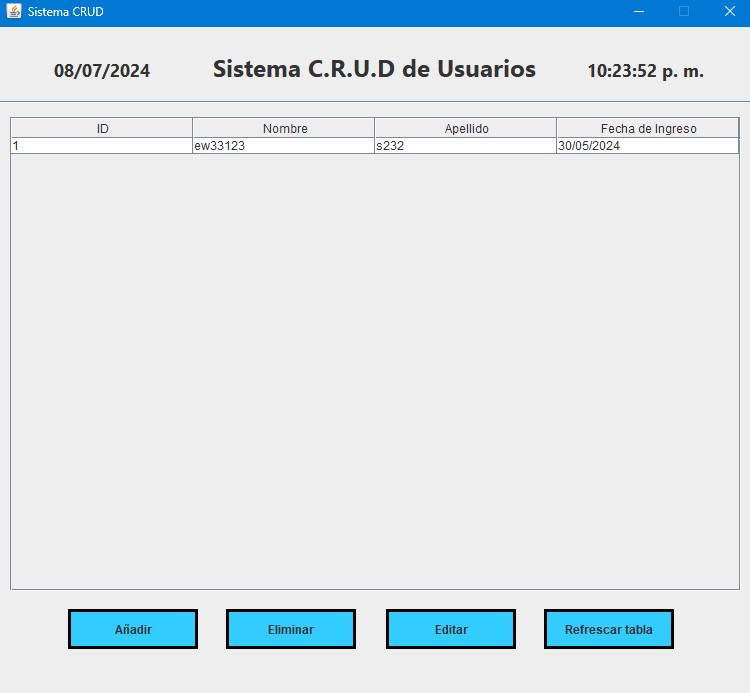 Sistema CRUD
08/07/2024 Sistema C.R.U.D de Usuarios 10:23:52 p. m.
ID Nombre Apellido Fecha de Ingreso
1 ew33123 s232 30/05/2024
Añadir Eliminar Editar Refrescar tabla